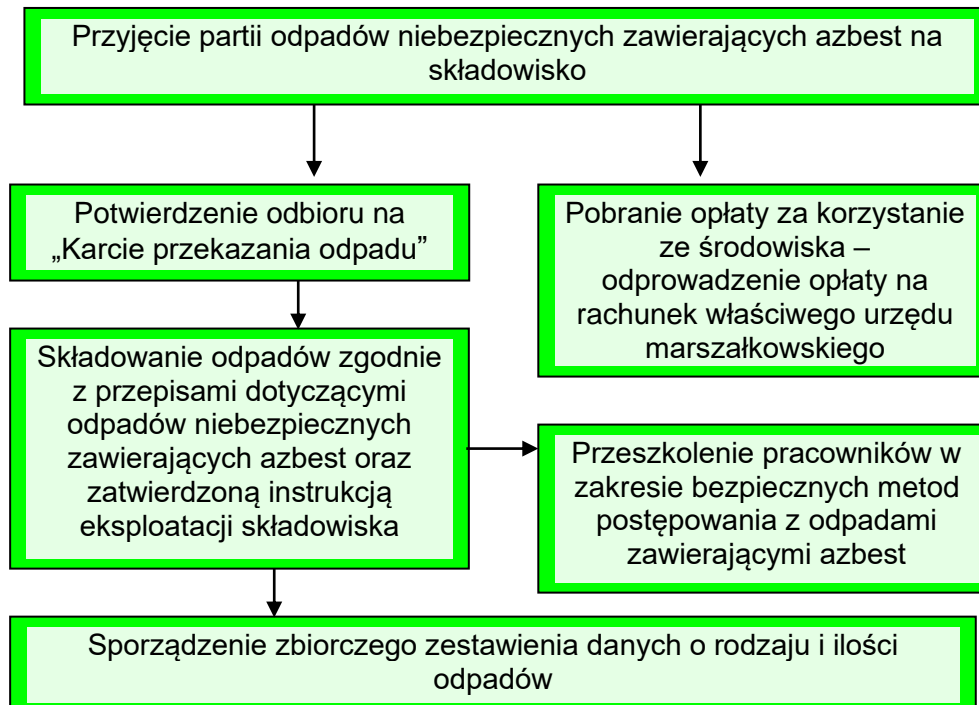 Przyjęcie partii odpadów niebezpiecznych zawierających azbest na
składowisko
Potwierdzenie odbioru na
„Karcie przekazania odpadu”
Pobranie opłaty za korzystanie
ze środowiska –
odprowadzenie opłaty na
rachunek właściwego urzędu
marszałkowskiego
Składowanie odpadów zgodnie
z przepisami dotyczącymi
odpadów niebezpiecznych
zawierających azbest oraz
zatwierdzoną instrukcją
eksploatacji składowiska
Przeszkolenie pracowników w
zakresie bezpiecznych metod
postępowania z odpadami
zawierającymi azbest
Sporządzenie zbiorczego zestawienia danych o rodzaju i ilości
odpadów